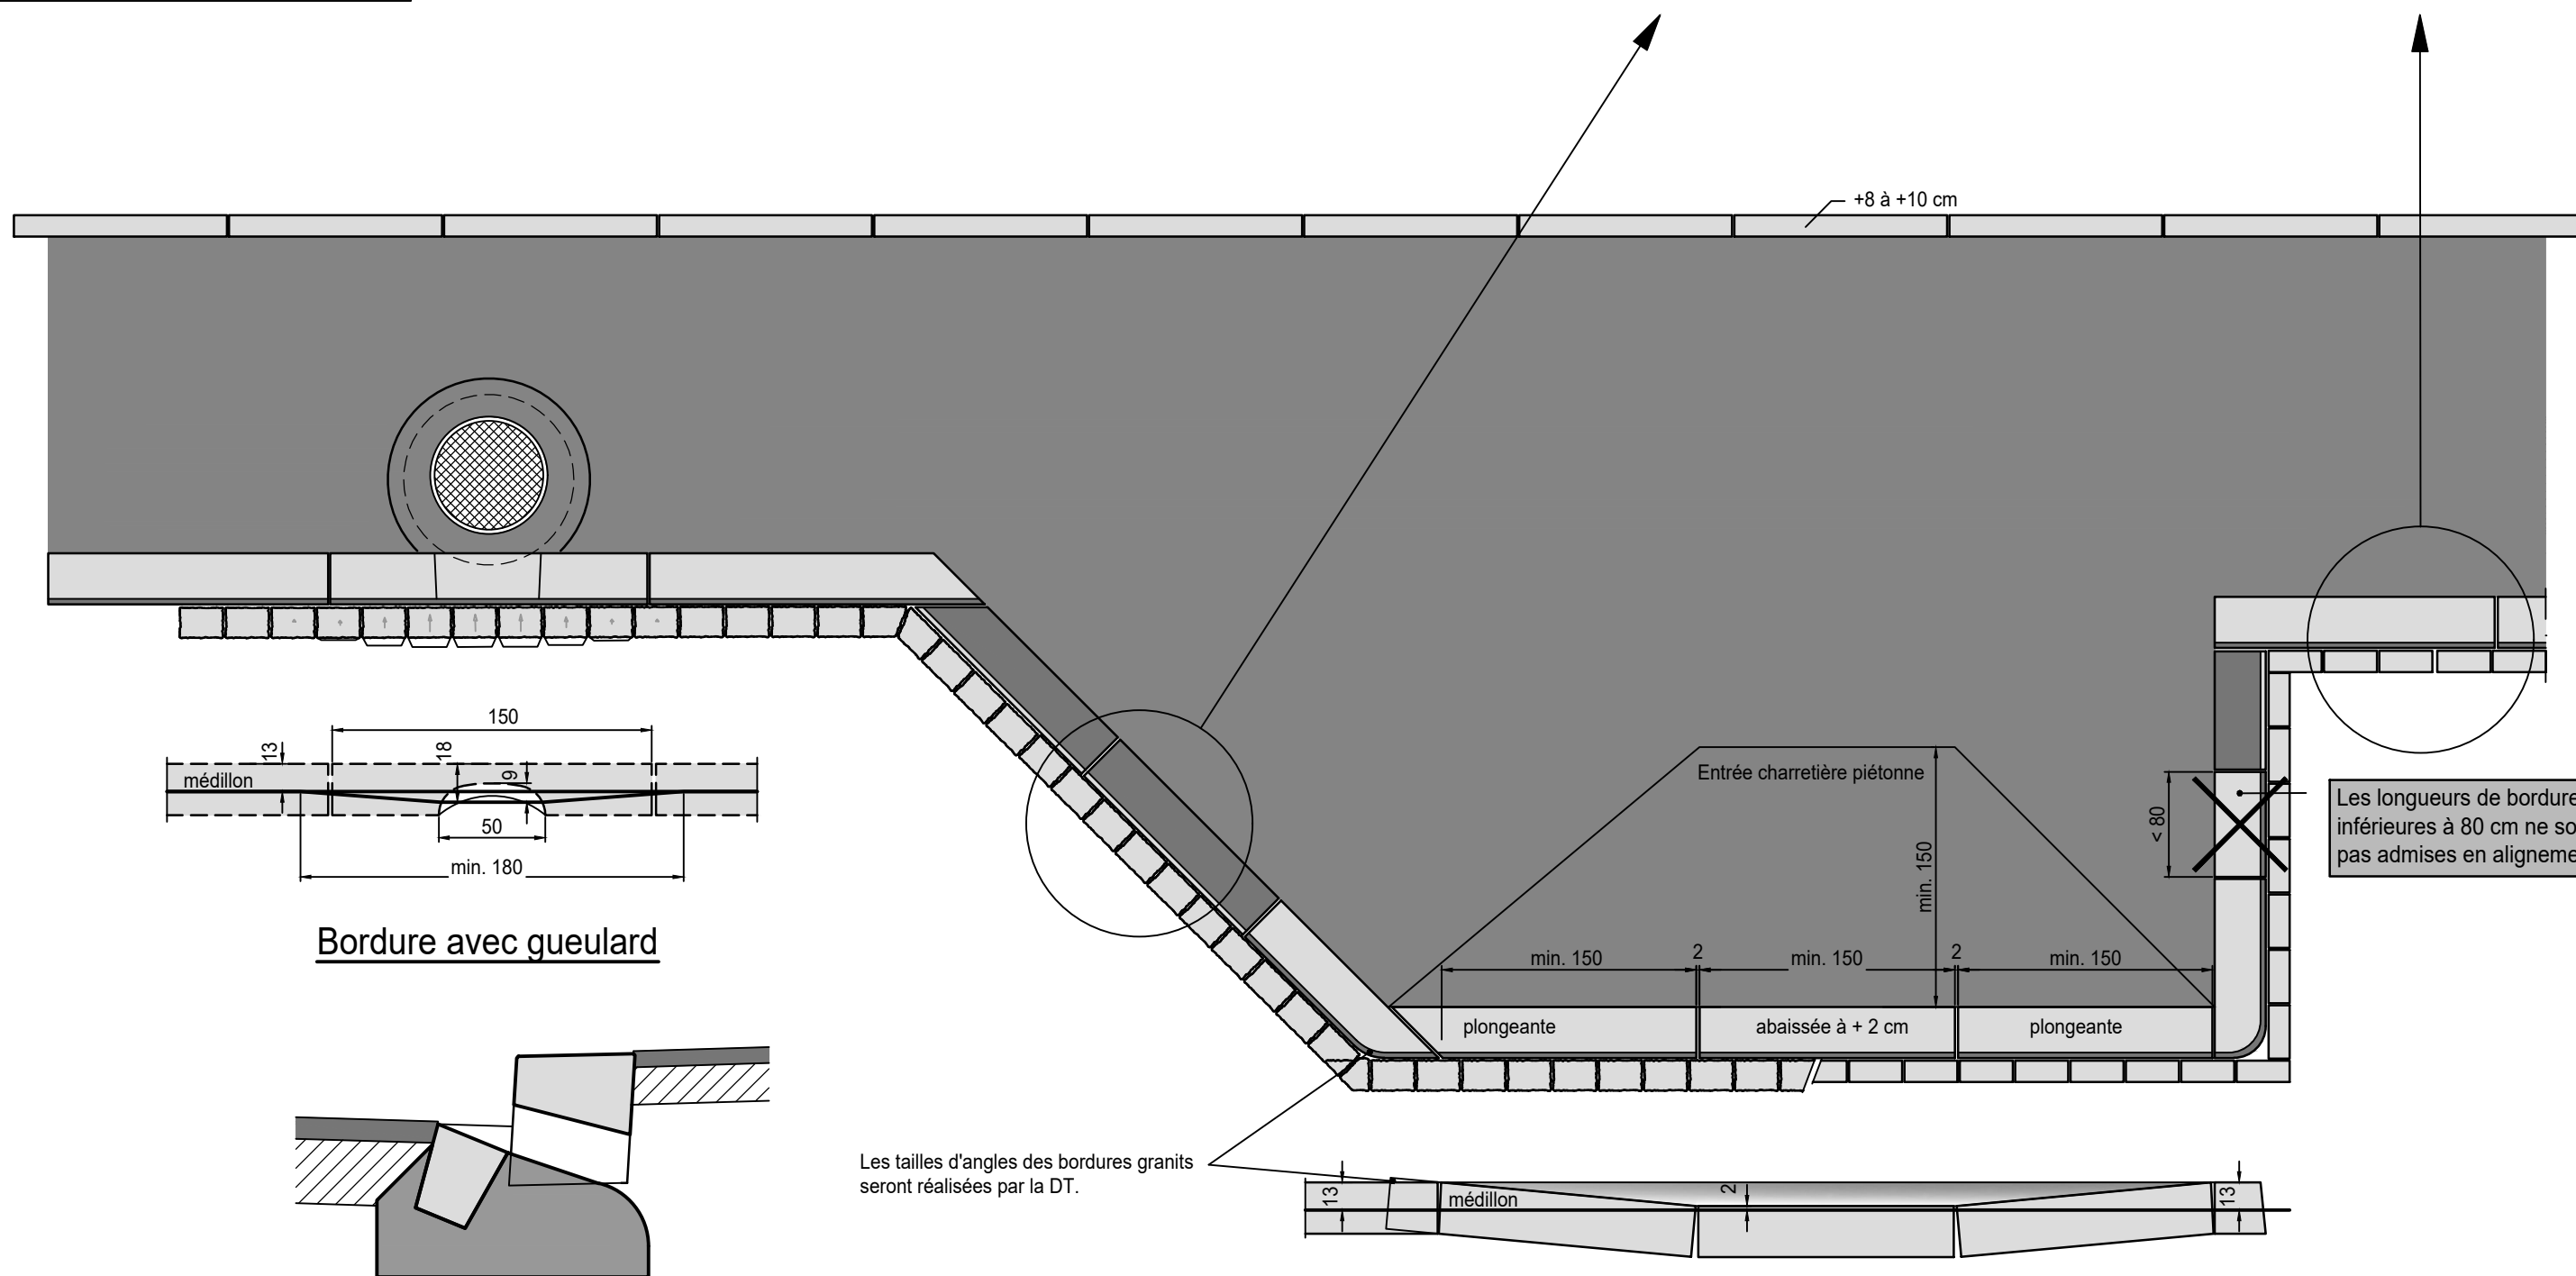 +8 à +10 cm
150
13
18
9
médillon
50
min. 180
Bordure avec gueulard
Entrée charretière piétonne
min. 150
< 80
Les longueurs de bordure
inférieures à 80 cm ne
pas admises en
min. 150
2
min. 150
2
min. 150
plongeante
abaissée à + 2 cm
plongeante
Les tailles d'angles des bordures granits
seront réalisées par la DT.
13
médillon
2
13